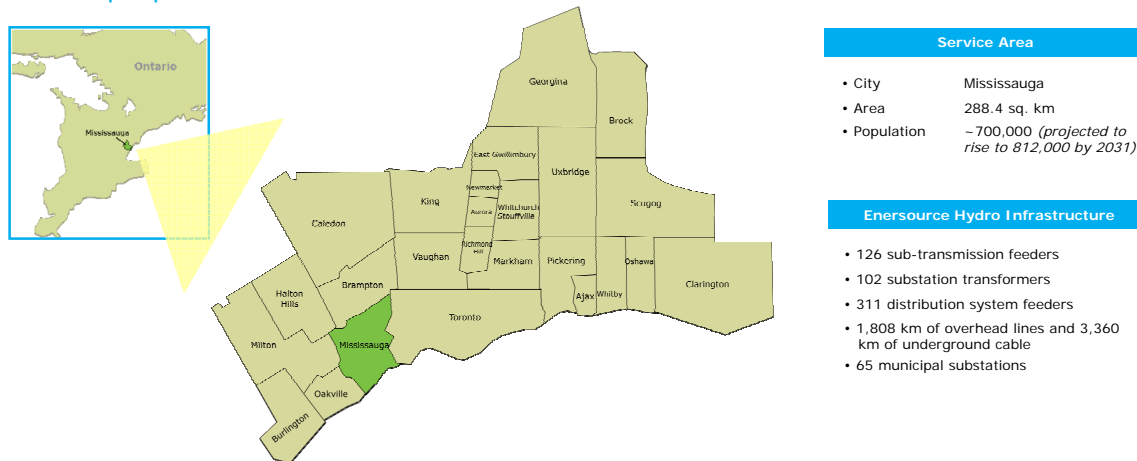 Ontario
Mississauga
Georgina
Brock
East Gwillimbury
Uxbridge
Newmarket
King
Aurora
Whitchurch
Stouffville
Scugog
Caledon
Richmond
Hill
Vaughan
Markham
Pickering
Oshawa
Clarington
Brampton
Halton
Hills
Ajax
Whitby
Toronto
Milton
Mississauga
Oakville
Burlington
Service Area
• City Mississauga
• Area 288.4 sq. km
• Population ~700,000 (projected to
rise to 812,000 by 2031)
Enersource Hydro Infrastructure
• 126 sub-transmission feeders
• 102 substation transformers
• 311 distribution system feeders
• 1,808 km of overhead lines and 3,360
km of underground cable
• 65 municipal substations